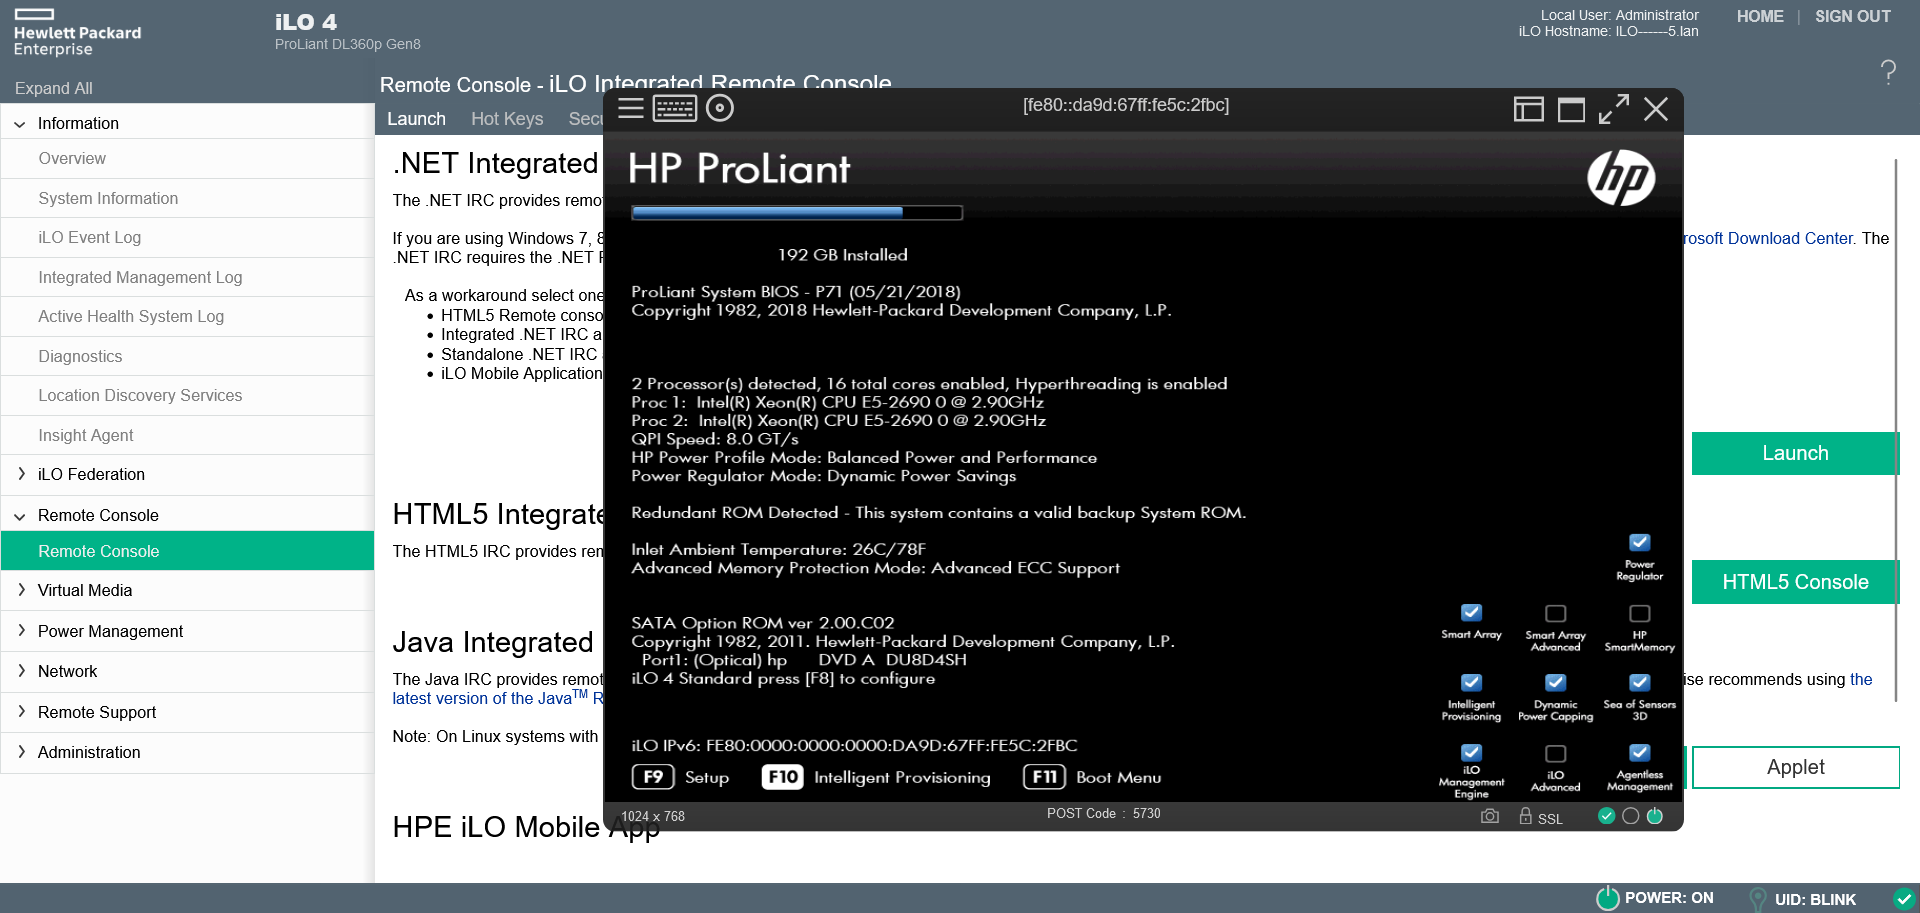 Hewlett Packard
Enterprise
iLO 4
ProLiant DL360p Gen8
Local User: Administrator
iLO Hostname: ILO------5.lan
HOME | SIGN OUT
?
Expand All
Information
Overview
System Information
iLO Event Log
Integrated Management Log
Active Health System Log
Diagnostics
Location Discovery Services
Insight Agent
iLO Federation
Remote Console
Remote Console
Virtual Media
Power Management
Network
Remote Support
Administration
Remote Console - iLO Integrated Remote Console
Launch Hot Keys Secu
.NET Integrated
The .NET IRC provides remo
If you are using Windows 7, 8
rosoft Download Center. The
.NET IRC requires the .NET
As a workaround select one
• HTML5 Remote conso
• Integrated .NET IRC a
• Standalone .NET IRC
• iLO Mobile Application
Launch
HTML5 Integrate
The HTML5 IRC provides rem
HTML5 Console
Java Integrated
The Java IRC provides remot
ise recommends using the
latest version of the Java™ R
Note: On Linux systems with
Applet
HPE iLO Mobile App
[fe80::da9d:67ff:fe5c:2fbc]
HP ProLiant
hp
192 GB Installed
ProLiant System BIOS - P71 (05/21/2018)
Copyright 1982, 2018 Hewlett-Packard Development Company, L.P.
2 Processor(s) detected, 16 total cores enabled, Hyperthreading is enabled
Proc 1: Intel(R) Xeon(R) CPU E5-2690 0 @ 2.90GHz
Proc 2: Intel(R) Xeon(R) CPU E5-2690 0 @ 2.90GHz
QPI Speed: 8.0 GT/s
HP Power Profile Mode: Balanced Power and Performance
Power Regulator Mode: Dynamic Power Savings
Redundant ROM Detected - This system contains a valid backup System ROM.
Inlet Ambient Temperature: 26C/78F
Advanced Memory Protection Mode: Advanced ECC Support
SATA Option ROM ver 2.00.C02
Copyright 1982, 2011. Hewlett-Packard Development Company, L.P.
Port1: (Optical) hp DVD A DU8D4SH
iLO 4 Standard press [F8] to configure
iLO IPv6: FE80:0000:0000:0000:DA9D:67FF:FE5C:2FBC
F9 Setup F10 Intelligent Provisioning F11 Boot Menu
Power
Regulator
Smart Array
Smart Array
Advanced
HP
SmartMemory
Intelligent
Provisioning
Dynamic
Power Capping
Sea of Sensors
3D
iLO
Management
Engine
iLO
Advanced
Agentless
Management
1024 x 768
POST Code : 5730
SSL
POWER: ON
UID: BLINK